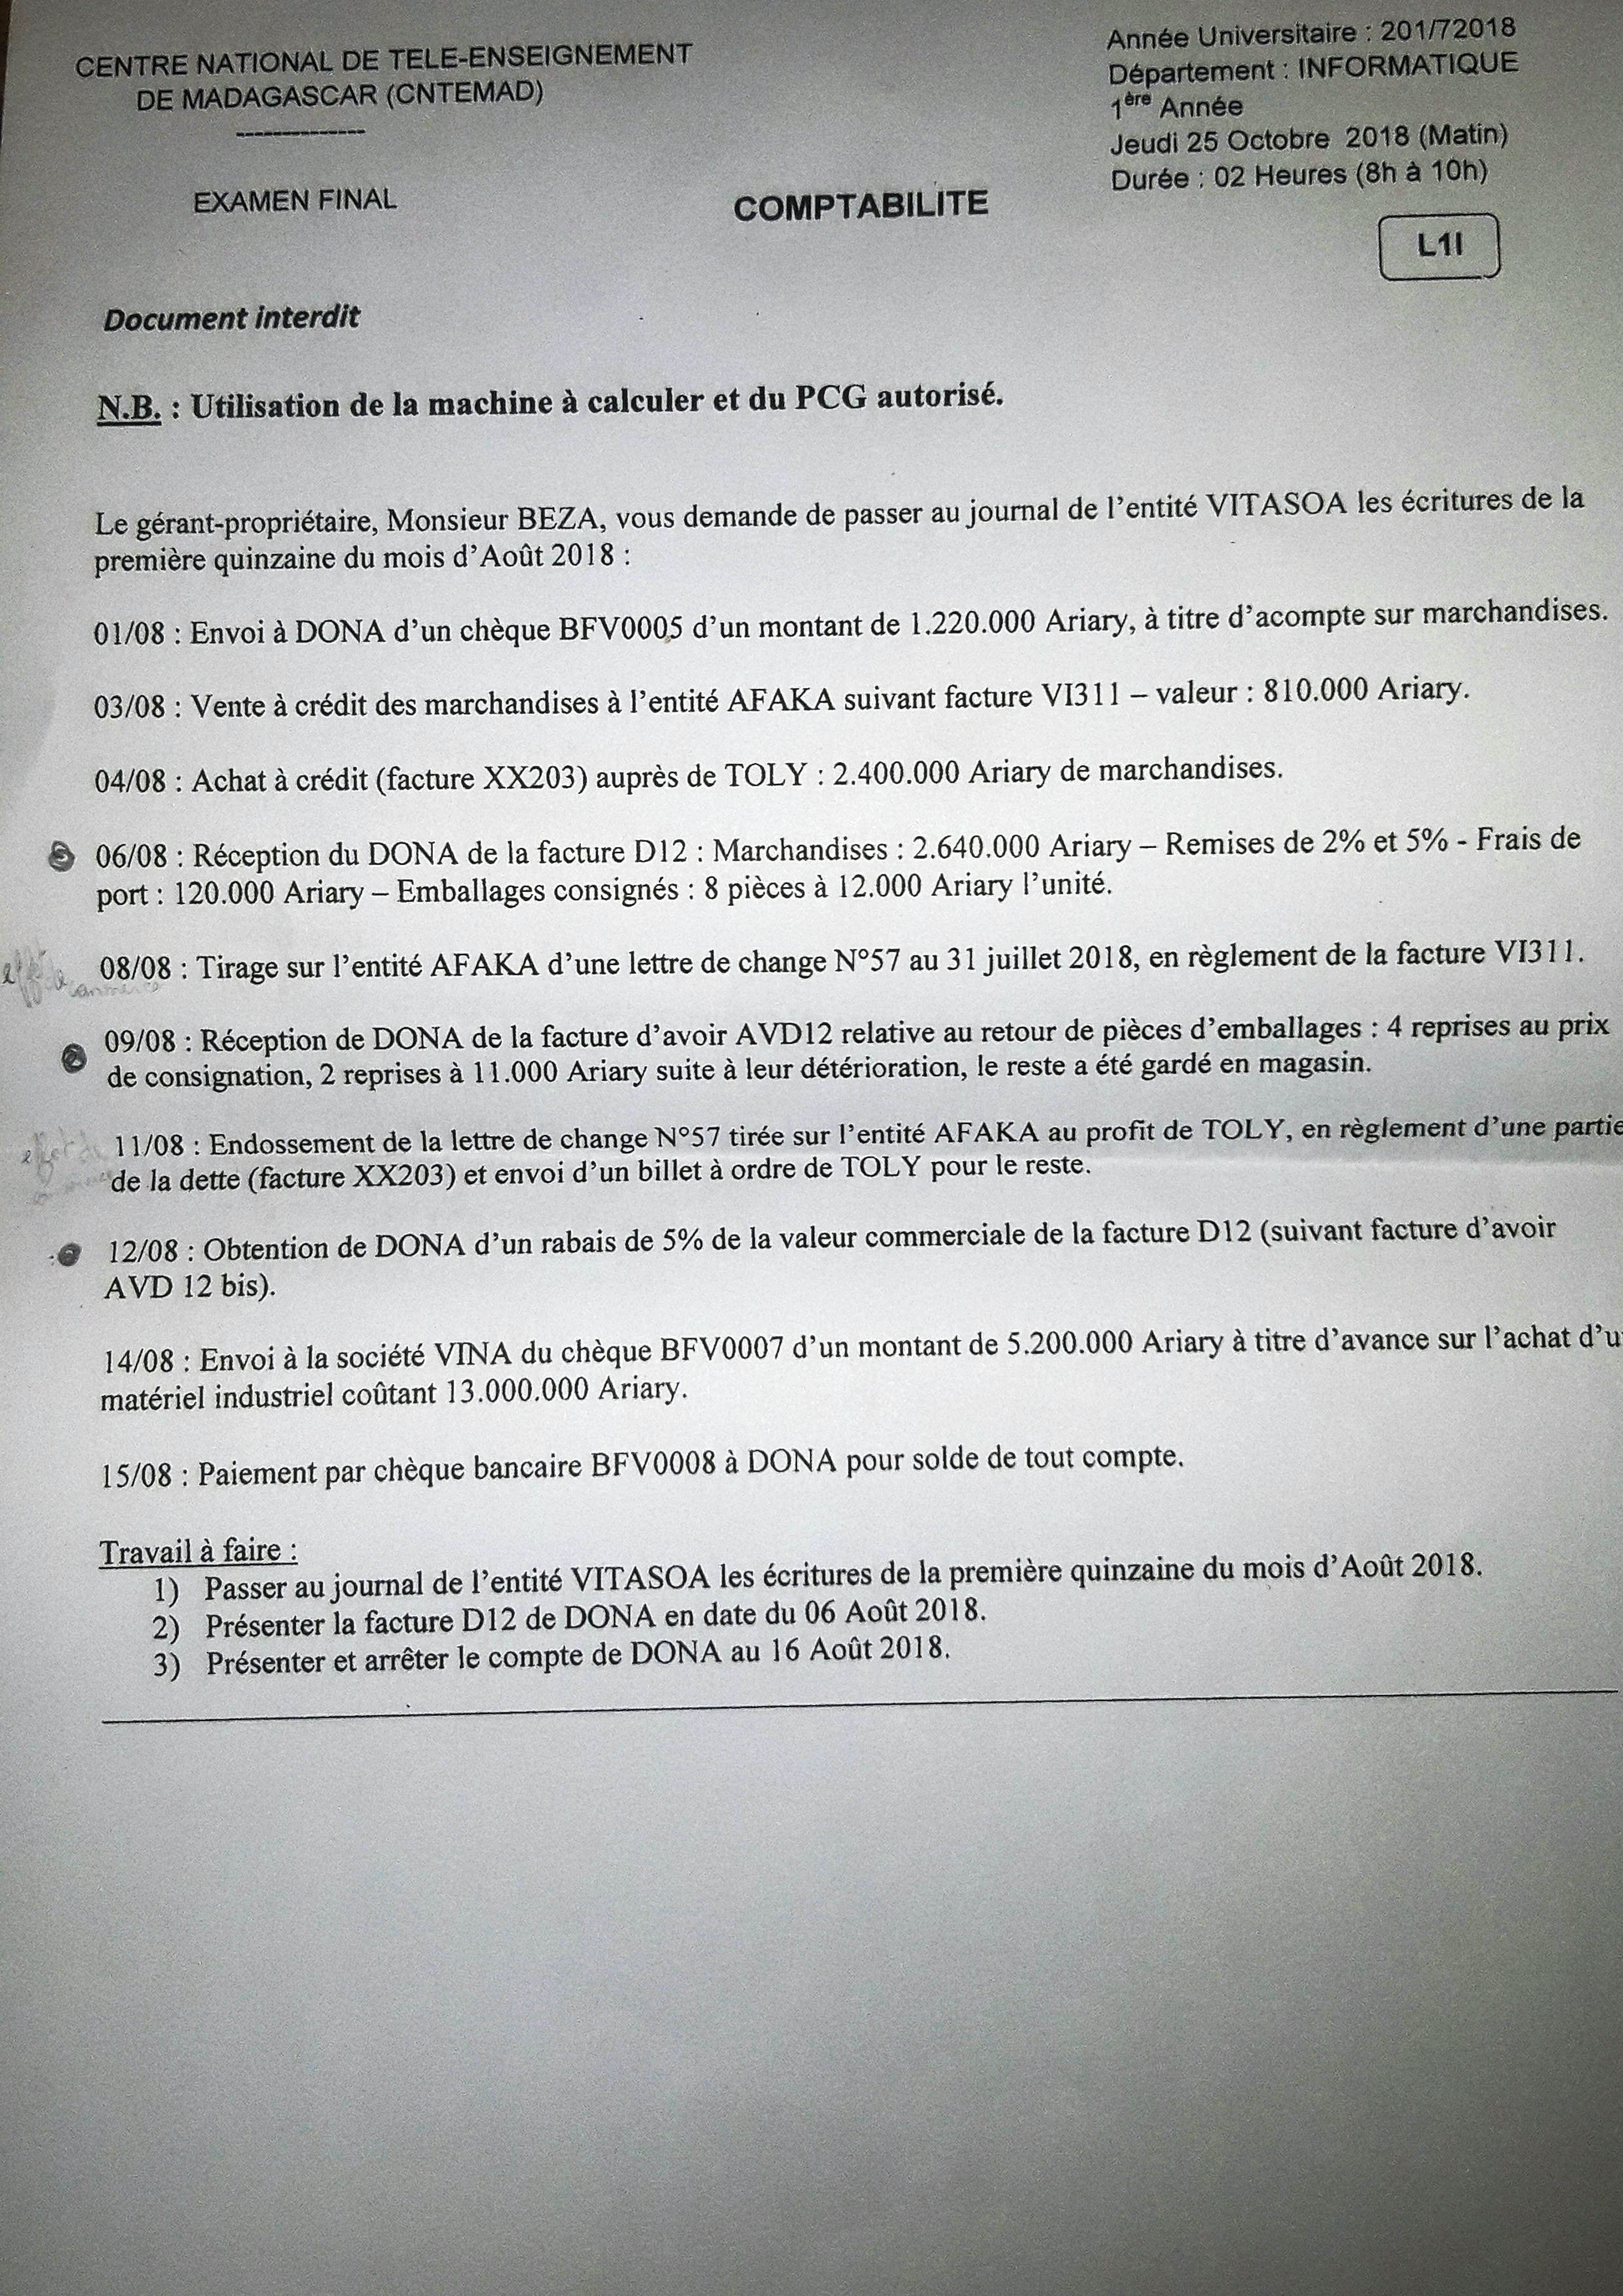 CENTRE NATIONAL DE TELE-ENSEIGNEMENT
DE MADAGASCAR (CNTEMAD)
--------------
EXAMEN FINAL
COMPTABILITE
Année Universitaire : 201/72018
Département : INFORMATIQUE
1ère Année
Jeudi 25 Octobre 2018 (Matin)
Durée : 02 Heures (8h à 10h)
L1I
Document interdit
N.B. : Utilisation de la machine à calculer et du PCG autorisé.
Le gérant-propriétaire, Monsieur BEZA, vous demande de passer au journal de l'entité VITASOA les écritures de la
première quinzaine du mois d'Août 2018 :
01/08 : Envoi à DONA d'un chèque BFV0005 d'un montant de 1.220.000 Ariary, à titre d'acompte sur marchandises.
03/08 : Vente à crédit des marchandises à l'entité AFAKA suivant facture VI311 – valeur : 810.000 Ariary.
04/08 : Achat à crédit (facture XX203) auprès de TOLY : 2.400.000 Ariary de marchandises.
06/08 : Réception du DONA de la facture D12 : Marchandises : 2.640.000 Ariary – Remises de 2% et 5% - Frais de
port : 120.000 Ariary – Emballages consignés : 8 pièces à 12.000 Ariary l'unité.
effet de commerce
08/08 : Tirage sur l'entité AFAKA d'une lettre de change N°57 au 31 juillet 2018, en règlement de la facture VI311.
09/08 : Réception de DONA de la facture d'avoir AVD12 relative au retour de pièces d'emballages : 4 reprises au prix
de consignation, 2 reprises à 11.000 Ariary suite à leur détérioration, le reste a été gardé en magasin.
effet de
11/08 : Endossement de la lettre de change N°57 tirée sur l'entité AFAKA au profit de TOLY, en règlement d'une partie
de la dette (facture XX203) et envoi d'un billet à ordre de TOLY pour le reste.
12/08 : Obtention de DONA d'un rabais de 5% de la valeur commerciale de la facture D12 (suivant facture d'avoir
AVD 12 bis).
14/08 : Envoi à la société VINA du chèque BFV0007 d'un montant de 5.200.000 Ariary à titre d'avance sur l'achat d'u
matériel industriel coûtant 13.000.000 Ariary.
15/08 : Paiement par chèque bancaire BFV0008 à DONA pour solde de tout compte.
Travail à faire :
1) Passer au journal de l'entité VITASOA les écritures de la première quinzaine du mois d'Août 2018.
2) Présenter la facture D12 de DONA en date du 06 Août 2018.
3) Présenter et arrêter le compte de DONA au 16 Août 2018.